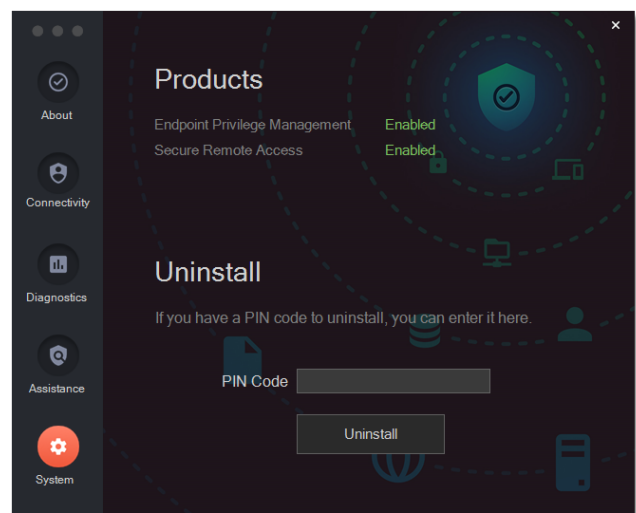 Products
Endpoint Privilege Management Enabled
Secure Remote Access Enabled
About
Connectivity
Diagnostics
Assistance
System
Uninstall
If you have a PIN code to uninstall, you can enter it here.
PIN Code
Uninstall